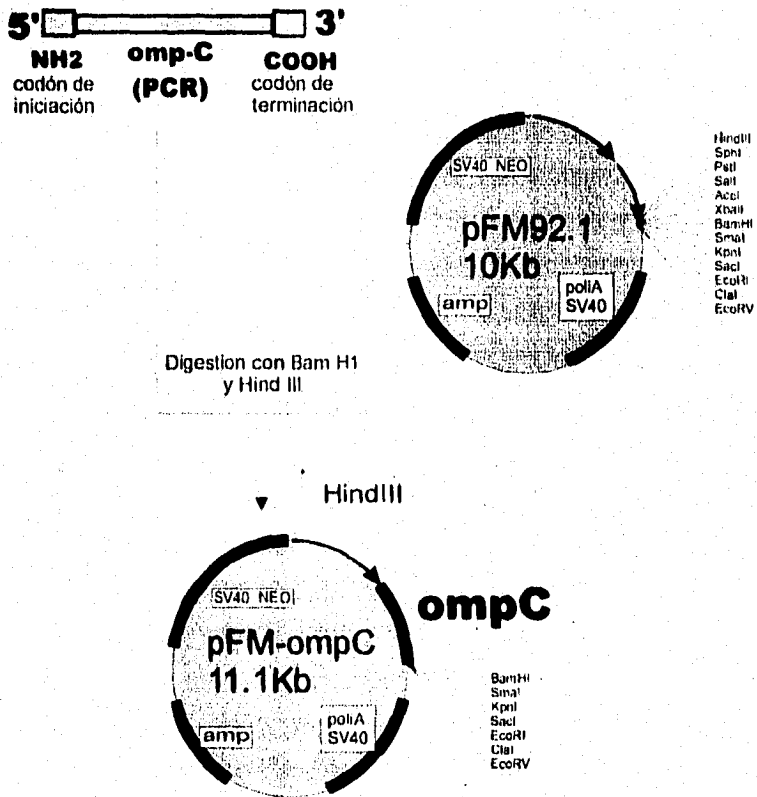 5' 3'
NH2 omp-C COOH
codón de (PCR) codón de
iniciación terminación
SV40 NEO
pFM92.1
10Kb
amp
poliA
SV40
HindIII
SphI
PstI
SalI
AccI
XbaII
BamHI
SmaI
KpnI
SacI
EcoRI
ClaI
EcoRV
Digestion con Bam H1
y Hind III
HindIII
SV40 NEO
ompC
pFM-ompC
11.1Kb
amp
poliA
SV40
BamHI
SmaI
KpnI
SacI
EcoRI
ClaI
EcoRV